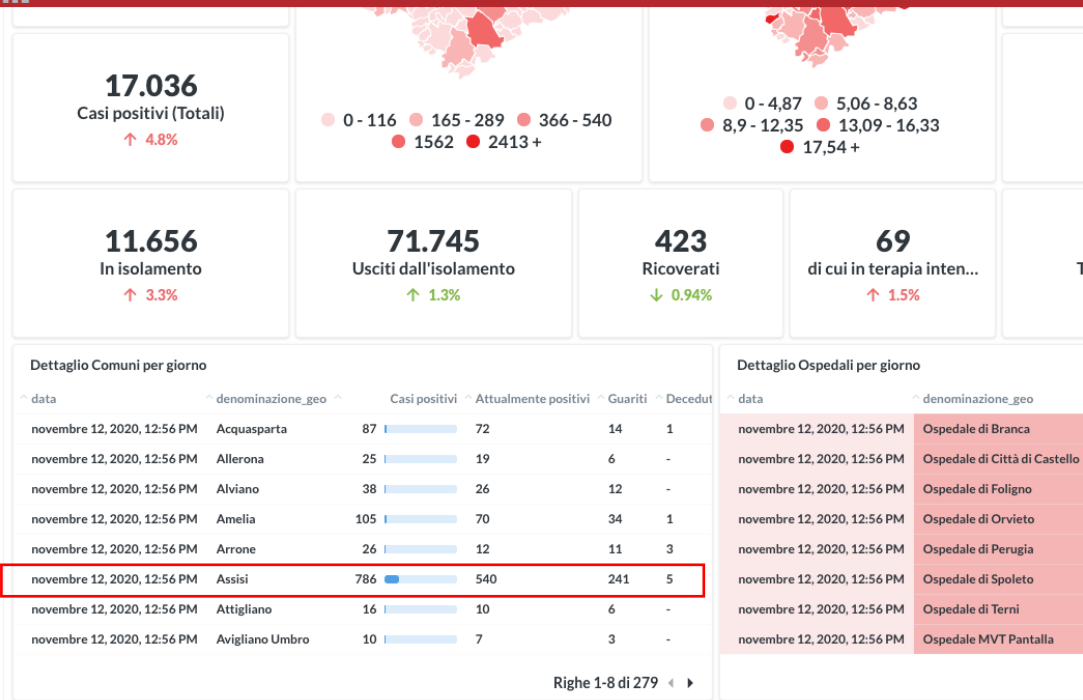 17.036
Casi positivi (Totali)
↑ 4.8%
0 - 116 165 - 289 366 - 540
1562 2413 +
0 - 4,87 5,06 - 8,63
8,9 - 12,35 13,09 - 16,33
17,54 +
11.656
In isolamento
↑ 3.3%
71.745
Usciti dall'isolamento
↑ 1.3%
423
Ricoverati
↓ 0.94%
69
di cui in terapia inten...
↑ 1.5%
Dettaglio Comuni per giorno
data denominazione_geo Casi positivi Attualmente positivi Guariti Decedut
novembre 12, 2020, 12:56 PM Acquasparta 87 72 14 1
novembre 12, 2020, 12:56 PM Allerona 25 19 6 -
novembre 12, 2020, 12:56 PM Alviano 38 26 12 -
novembre 12, 2020, 12:56 PM Amelia 105 70 34 1
novembre 12, 2020, 12:56 PM Arrone 26 12 11 3
novembre 12, 2020, 12:56 PM Assisi 786 540 241 5
novembre 12, 2020, 12:56 PM Attigliano 16 10 6 -
novembre 12, 2020, 12:56 PM Avigliano Umbro 10 7 3 -
Righe 1-8 di 279
Dettaglio Ospedali per giorno
data denominazione_geo
novembre 12, 2020, 12:56 PM Ospedale di Branca
novembre 12, 2020, 12:56 PM Ospedale di Città di Castello
novembre 12, 2020, 12:56 PM Ospedale di Foligno
novembre 12, 2020, 12:56 PM Ospedale di Orvieto
novembre 12, 2020, 12:56 PM Ospedale di Perugia
novembre 12, 2020, 12:56 PM Ospedale di Spoleto
novembre 12, 2020, 12:56 PM Ospedale di Terni
novembre 12, 2020, 12:56 PM Ospedale MVT Pantalla